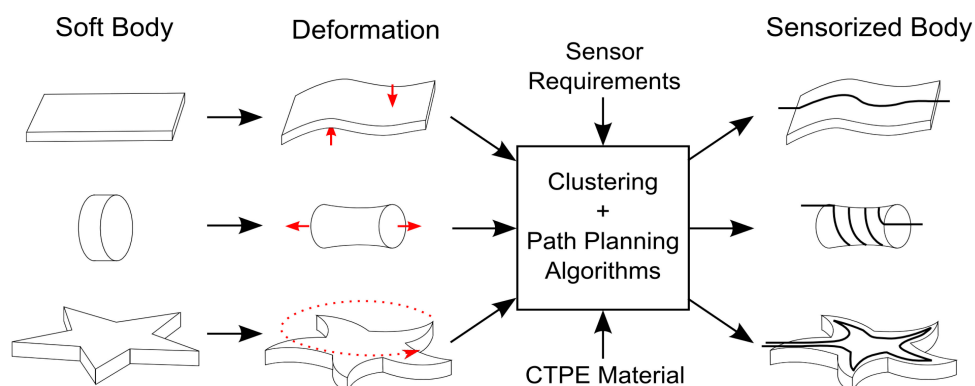 Soft Body
Deformation
Sensor
Requirements
Sensorized Body
Clustering
+
Path Planning
Algorithms
CTPE Material